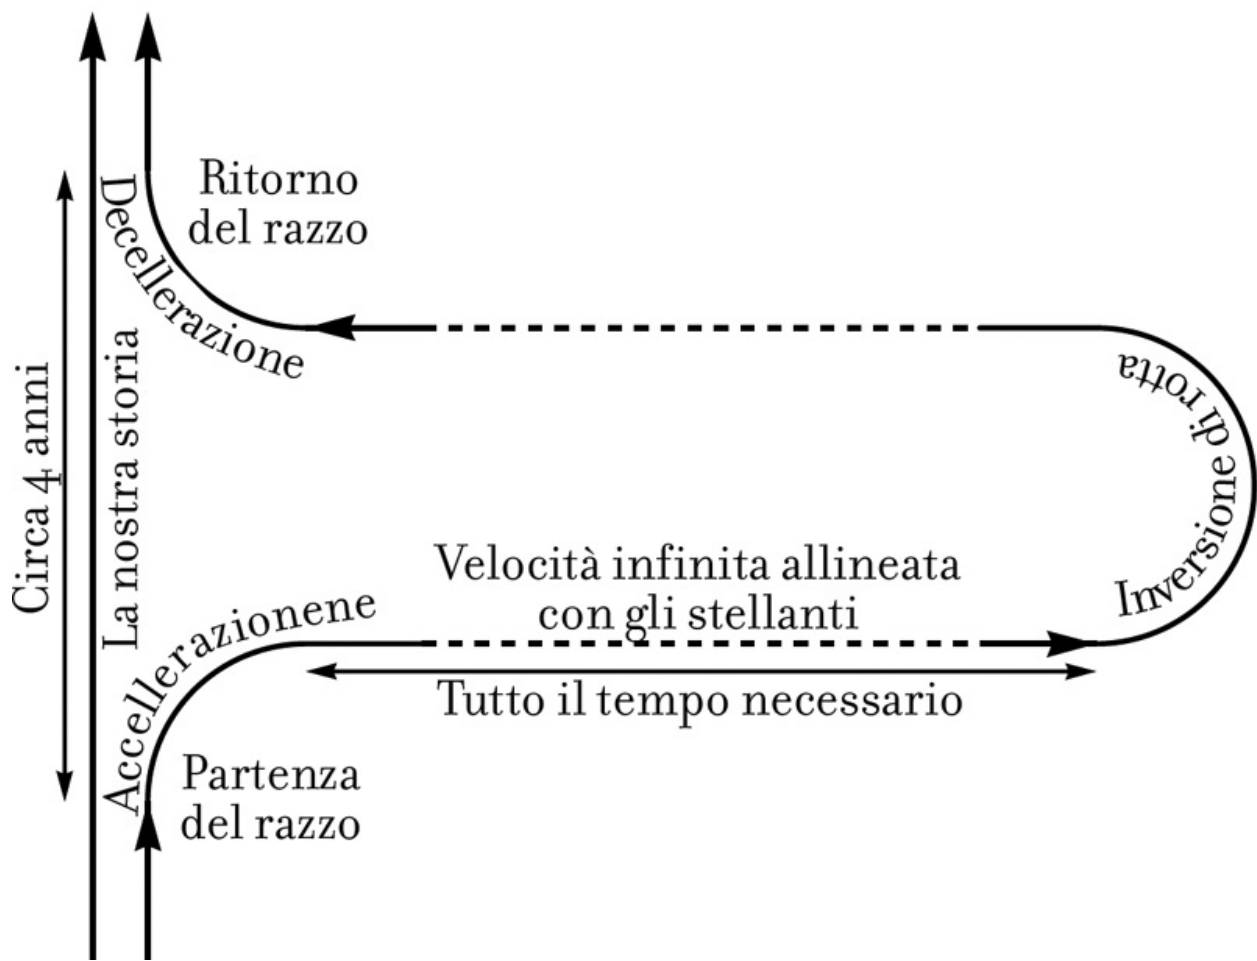 Ritorno
del razzo
Decellerazione
Circa 4 anni
La nostra storia
Inversione di rotta
Velocità infinita allineata
con gli stellanti
Accellerazionene
Tutto il tempo necessario
Partenza
del razzo